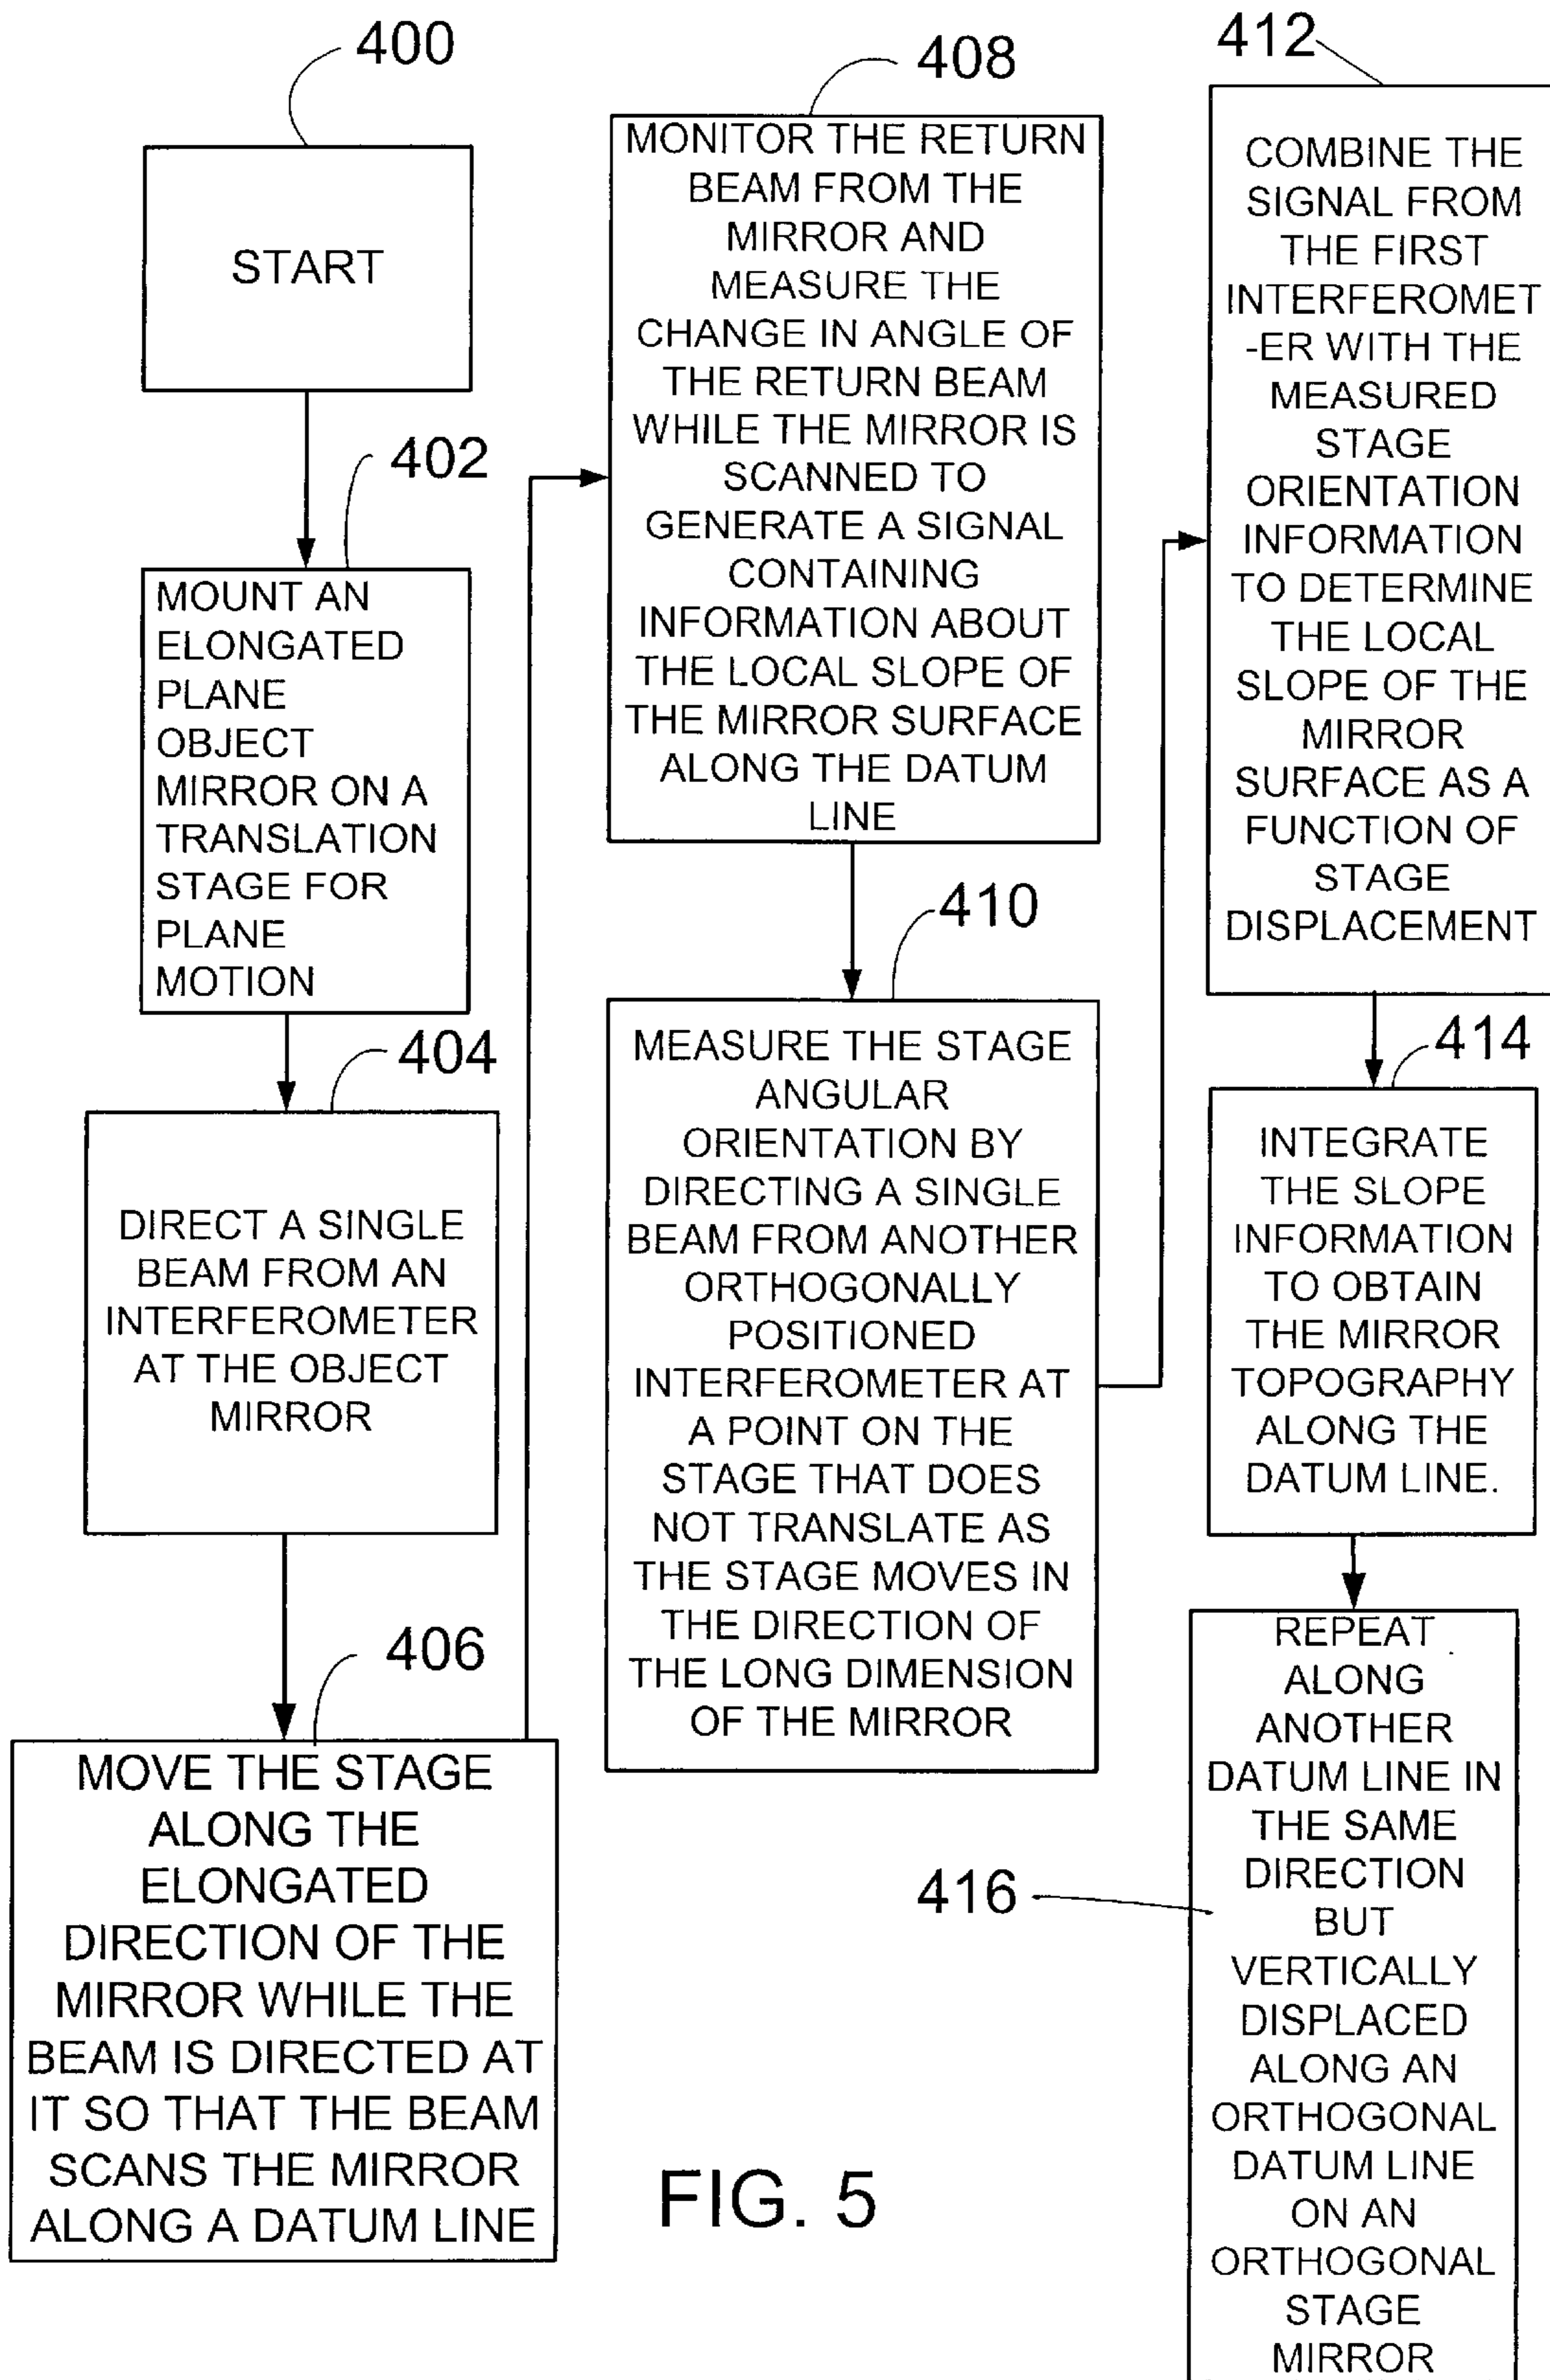 400
START
402
MOUNT AN
ELONGATED
PLANE
OBJECT
MIRROR ON A
TRANSLATION
STAGE FOR
PLANE
MOTION
404
DIRECT A SINGLE
BEAM FROM AN
INTERFEROMETER
AT THE OBJECT
MIRROR
406
MOVE THE STAGE
ALONG THE
ELONGATED
DIRECTION OF THE
MIRROR WHILE THE
BEAM IS DIRECTED AT
IT SO THAT THE BEAM
SCANS THE MIRROR
ALONG A DATUM LINE
408
MONITOR THE RETURN
BEAM FROM THE
MIRROR AND
MEASURE THE
CHANGE IN ANGLE OF
THE RETURN BEAM
WHILE THE MIRROR IS
SCANNED TO
GENERATE A SIGNAL
CONTAINING
INFORMATION ABOUT
THE LOCAL SLOPE OF
THE MIRROR SURFACE
ALONG THE DATUM
LINE
410
MEASURE THE STAGE
ANGULAR
ORIENTATION BY
DIRECTING A SINGLE
BEAM FROM ANOTHER
ORTHOGONALLY
POSITIONED
INTERFEROMETER AT
A POINT ON THE
STAGE THAT DOES
NOT TRANSLATE AS
THE STAGE MOVES IN
THE DIRECTION OF
THE LONG DIMENSION
OF THE MIRROR
412
COMBINE THE
SIGNAL FROM
THE FIRST
INTERFEROMET
-ER WITH THE
MEASURED
STAGE
ORIENTATION
INFORMATION
TO DETERMINE
THE LOCAL
SLOPE OF THE
MIRROR
SURFACE AS A
FUNCTION OF
STAGE
DISPLACEMENT
414
INTEGRATE
THE SLOPE
INFORMATION
TO OBTAIN
THE MIRROR
TOPOGRAPHY
ALONG THE
DATUM LINE.
416
REPEAT
ALONG
ANOTHER
DATUM LINE IN
THE SAME
DIRECTION
BUT
VERTICALLY
DISPLACED
ALONG AN
ORTHOGONAL
DATUM LINE
ON AN
ORTHOGONAL
STAGE
MIRROR
FIG. 5